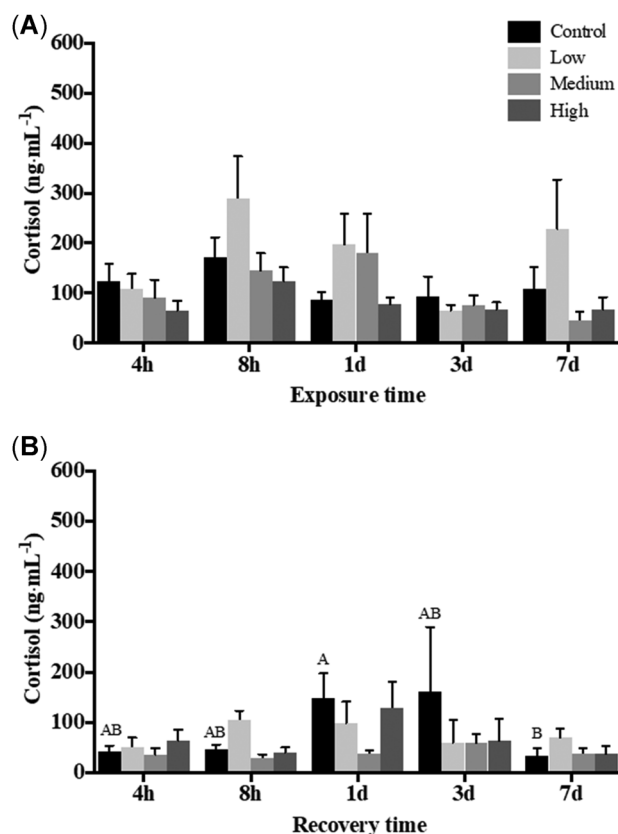 (A)
600
500
400
300
200
100
0
Cortisol (ng·mL⁻¹)
Control
Low
Medium
High
4h 8h 1d 3d 7d
Exposure time
(B)
600
500
400
300
200
100
0
Cortisol (ng·mL⁻¹)
AB AB A AB B
4h 8h 1d 3d 7d
Recovery time